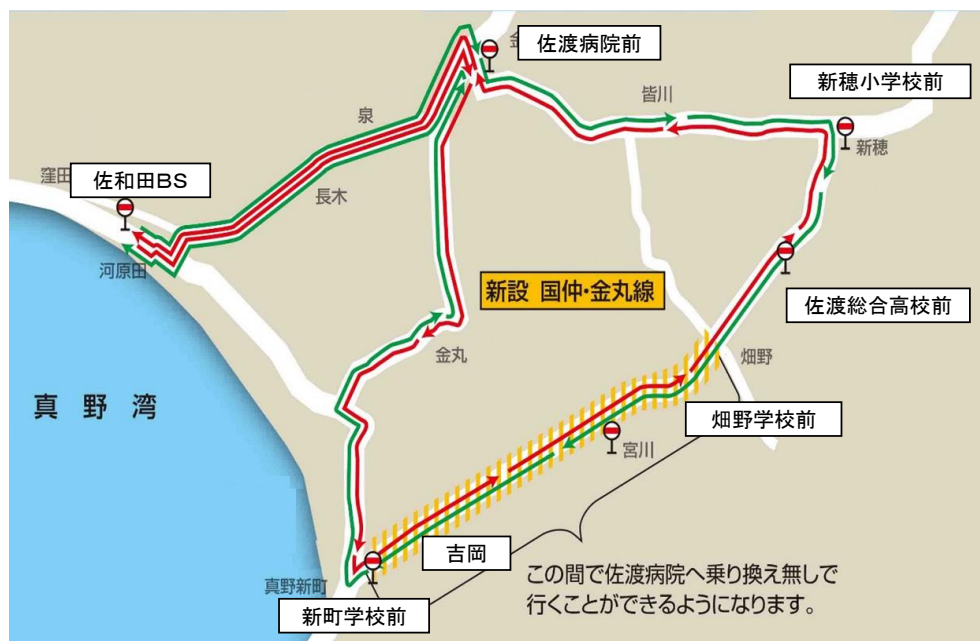 金
佐渡病院前
新穂小学校前
皆川
泉
新穂
窪田
佐和田BS
長木
河原田
新設 国仲・金丸線
佐渡総合高校前
金丸
畑野
真野湾
畑野学校前
宮川
吉岡
真野新町
新町学校前
この間で佐渡病院へ乗り換え無しで
行くことができるようになります。